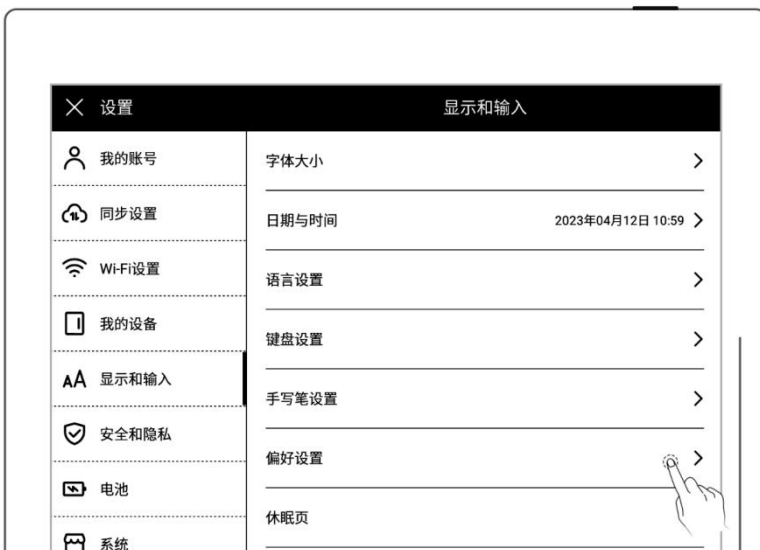 设置
显示和输入
我的账号
同步设置
Wi-Fi设置
我的设备
AA 显示和输入
安全和隐私
电池
系统
字体大小
日期与时间 2023年04月12日 10:59
语言设置
键盘设置
手写笔设置
偏好设置
休眠页